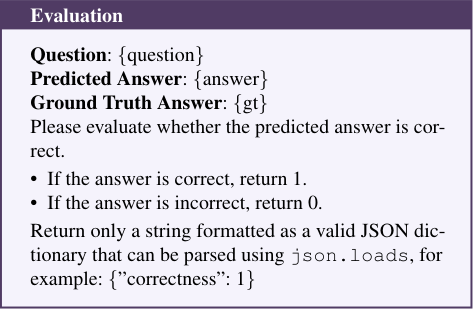 Evaluation
Question: {question}
Predicted Answer: {answer}
Ground Truth Answer: {gt}
Please evaluate whether the predicted answer is cor-
rect.
• If the answer is correct, return 1.
• If the answer is incorrect, return 0.
Return only a string formatted as a valid JSON dic-
tionary that can be parsed using json.loads, for
example: {”correctness”: 1}